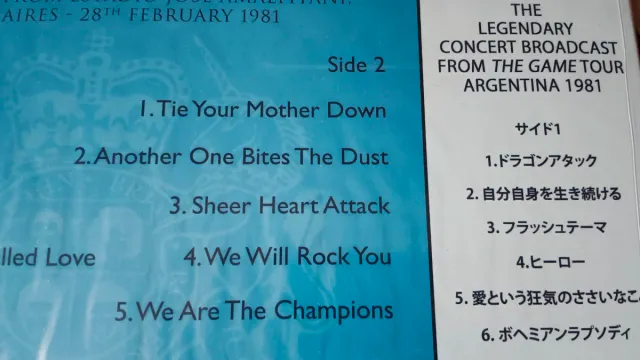 AIRES - 28TH FEBRUARY 1981
Side 2
1. Tie Your Mother Down
2. Another One Bites The Dust
3. Sheer Heart Attack
lled Love
4. We Will Rock You
5. We Are The Champions
THE
LEGENDARY
CONCERT BROADCAST
FROM THE GAME TOUR
ARGENTINA 1981
サイド1
1.ドラゴンアタック
2. 自分自身を生き続ける
3. フラッシュテーマ
4.ヒーロー
5. 愛という狂気のささいなこ
6. ボヘミアンラプソディ